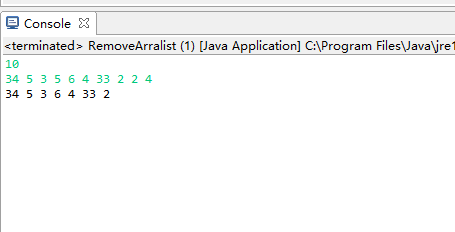 Console
<terminated> RemoveArralist (1) [Java Application] C:\Program Files\Java\jre1
10
34 5 3 5 6 4 33 2 2 4
34 5 3 6 4 33 2